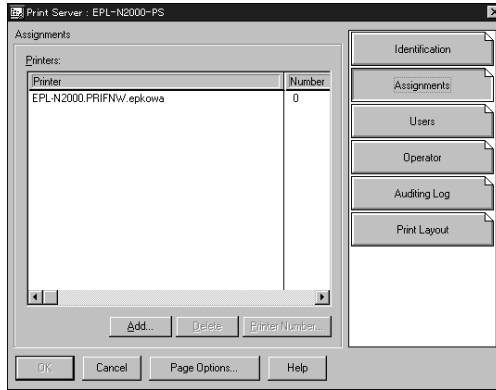 Print Server : EPL-N2000-PS
Assignments
Printers:
Printer Number
EPL-N2000.PRIFNW.epkowa 0
Add... Delete Printer Number...
OK Cancel Page Options... Help
Identification
Assignments
Users
Operator
Auditing Log
Print Layout